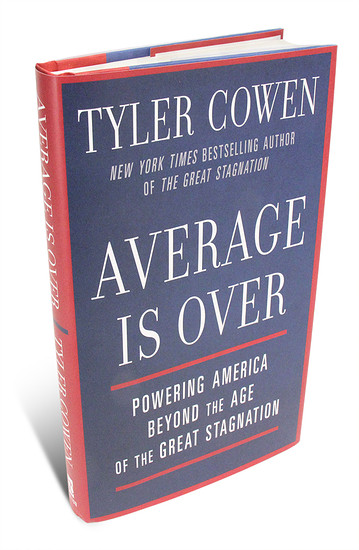 TYLER COWEN
NEW YORK TIMES BESTSELLING AUTHOR
OF THE GREAT STAGNATION
AVERAGE
IS OVER
POWERING AMERICA
BEYOND THE AGE
OF THE GREAT STAGNATION
AVERAGE IS OVER / TYLER COWEN